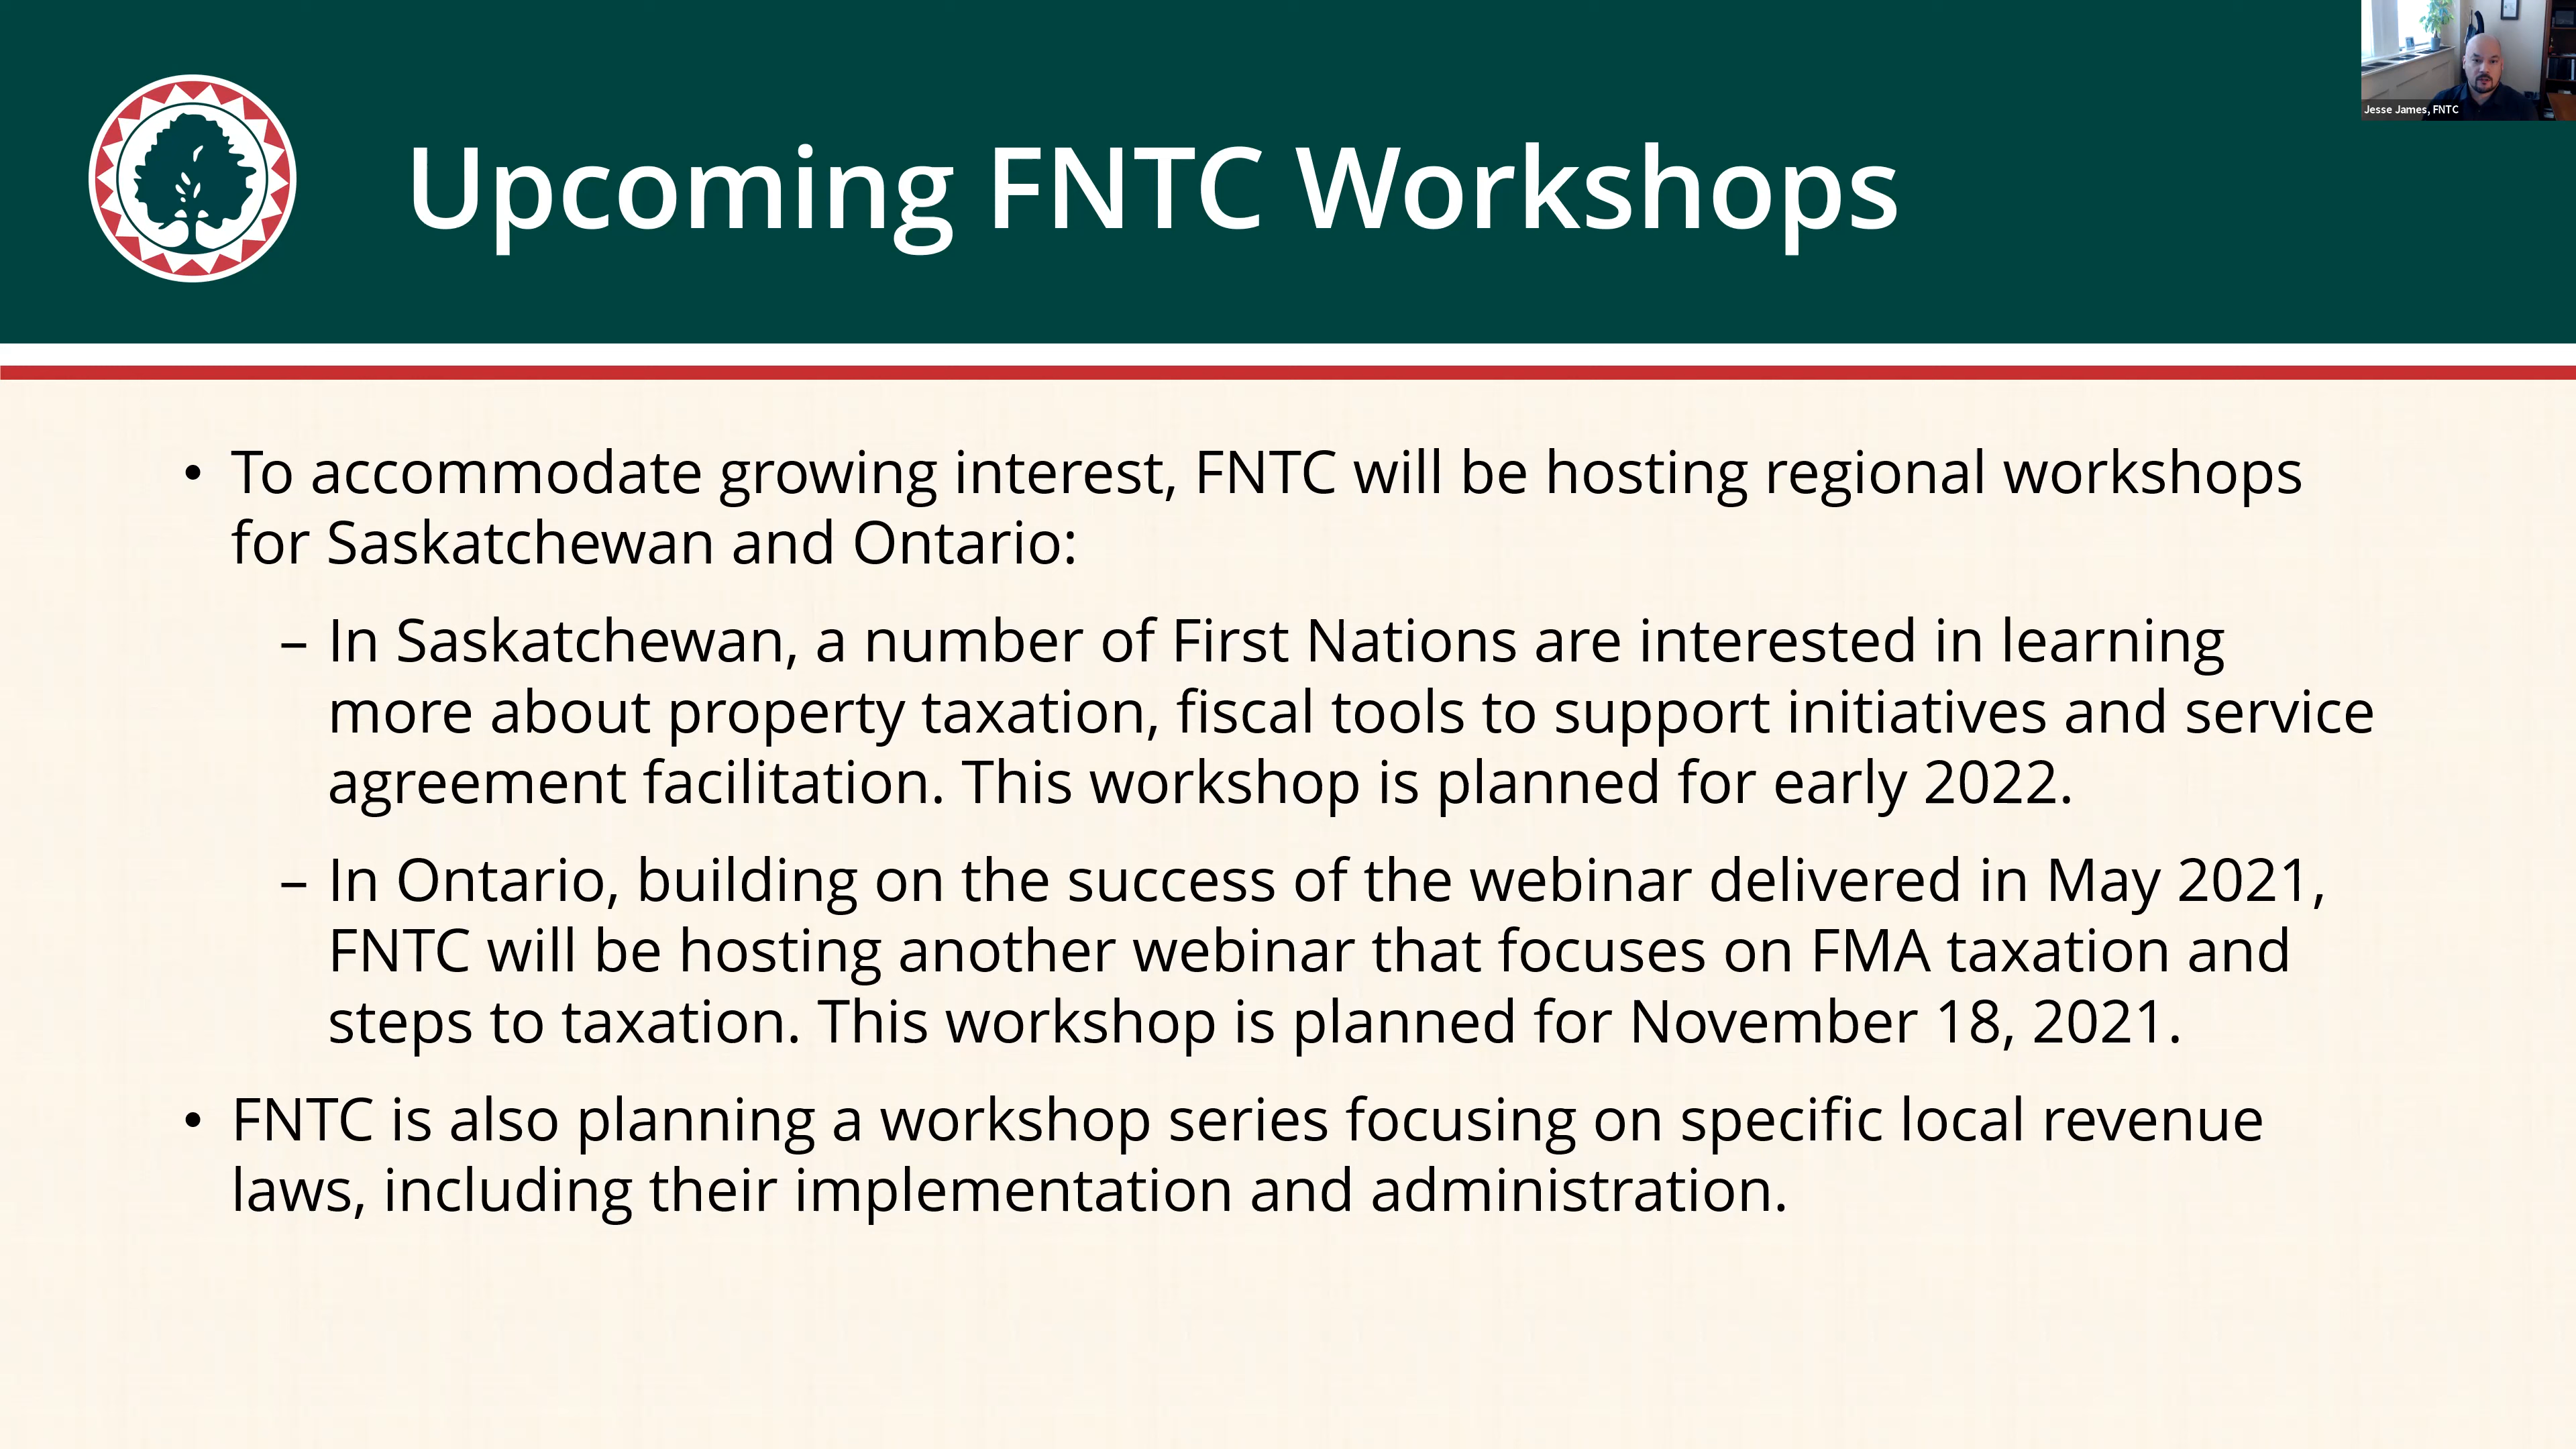 Jesse James, FNTC
Upcoming FNTC Workshops
• To accommodate growing interest, FNTC will be hosting regional workshops
for Saskatchewan and Ontario:
– In Saskatchewan, a number of First Nations are interested in learning
more about property taxation, fiscal tools to support initiatives and service
agreement facilitation. This workshop is planned for early 2022.
– In Ontario, building on the success of the webinar delivered in May 2021,
FNTC will be hosting another webinar that focuses on FMA taxation and
steps to taxation. This workshop is planned for November 18, 2021.
• FNTC is also planning a workshop series focusing on specific local revenue
laws, including their implementation and administration.